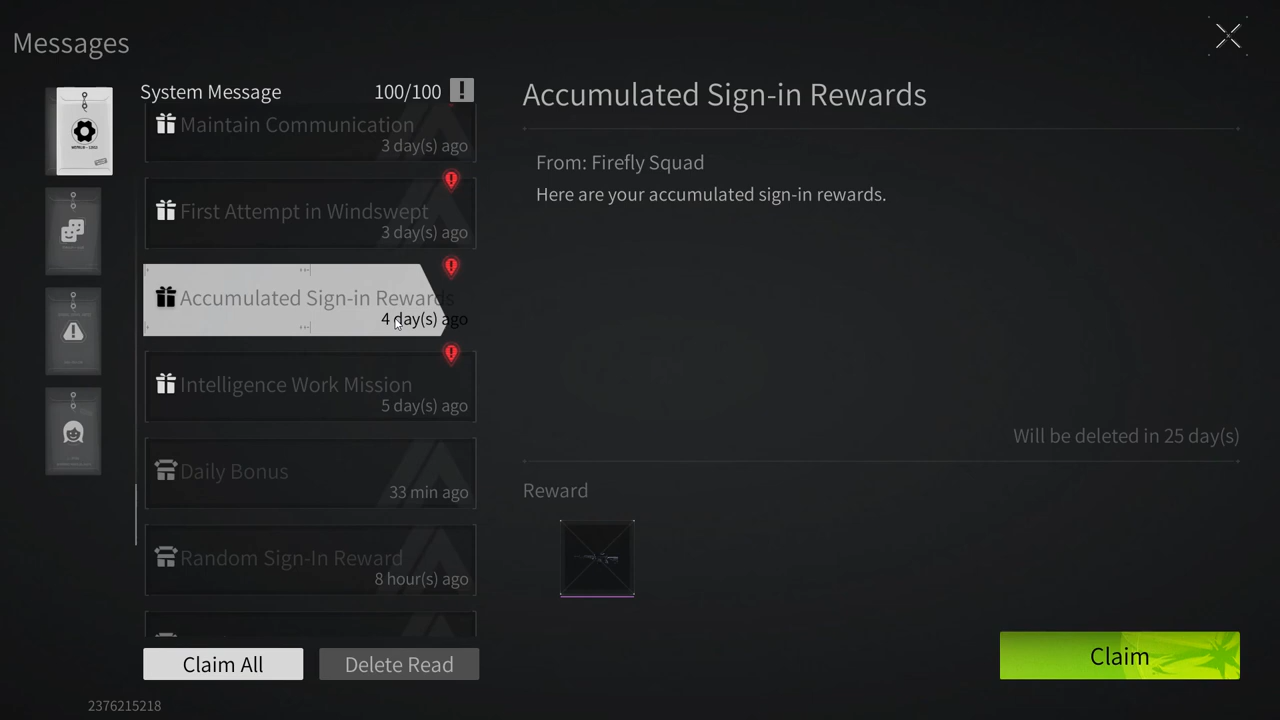 Messages
System Message 100/100
Maintain Communication
3 day(s) ago
First Attempt in Windswept
3 day(s) ago
Accumulated Sign-in Rewards
4 day(s) ago
Intelligence Work Mission
5 day(s) ago
Daily Bonus
33 min ago
Random Sign-In Reward
8 hour(s) ago
Claim All
Delete Read
2376215218
Accumulated Sign-in Rewards
From: Firefly Squad
Here are your accumulated sign-in rewards.
Will be deleted in 25 day(s)
Reward
Claim